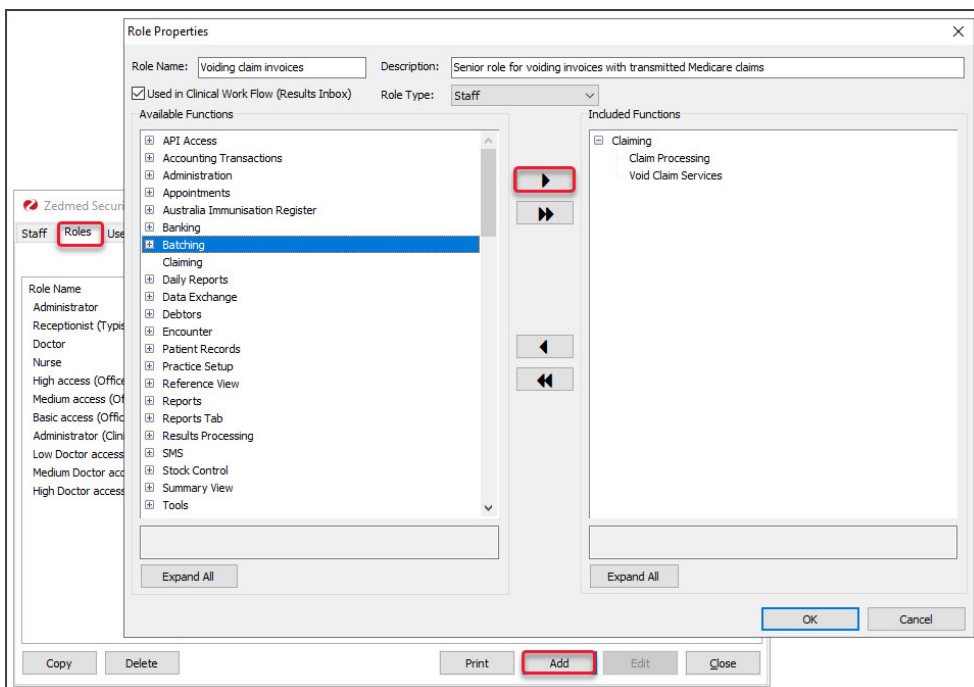 Role Properties
Role Name: Voiding claim invoices Description: Senior role for voiding invoices with transmitted Medicare claims
Used in Clinical Work Flow (Results Inbox) Role Type: Staff
Available Functions
API Access
Accounting Transactions
Administration
Appointments
Australia Immunisation Register
Banking
Batching
Claiming
Daily Reports
Data Exchange
Debtors
Encounter
Patient Records
Practice Setup
Reference View
Reports
Reports Tab
Results Processing
SMS
Stock Control
Summary View
Tools
Expand All
Included Functions
Claiming
Claim Processing
Void Claim Services
Expand All
OK Cancel
Zedmed Securi
Staff Roles Use
Role Name
Administrator
Receptionist (Typis
Doctor
Nurse
High access (Office
Medium access (Of
Basic access (Offic
Administrator (Clini
Low Doctor access
Medium Doctor acc
High Doctor access
Copy Delete Print Add Edit Close